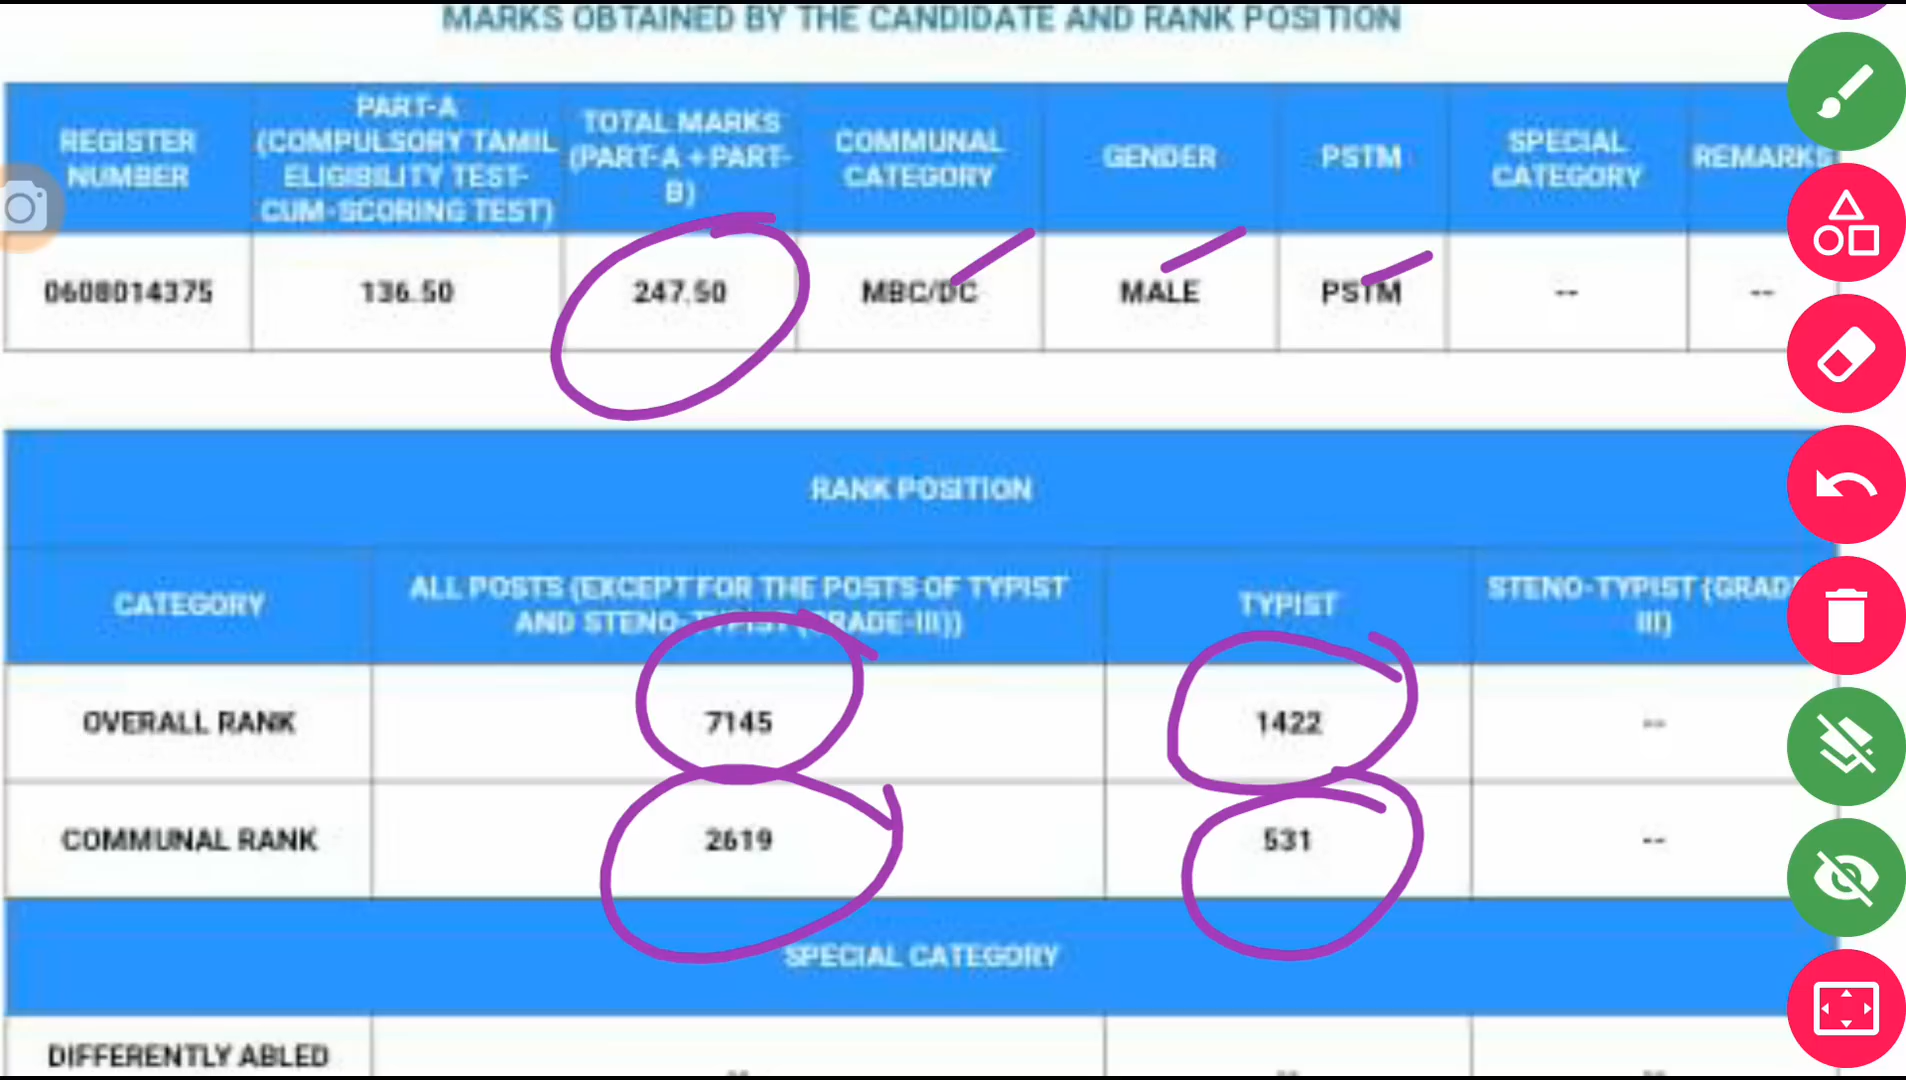 MARKS OBTAINED BY THE CANDIDATE AND RANK POSITION
REGISTER NUMBER
PART-A (COMPULSORY TAMIL ELIGIBILITY TEST-CUM-SCORING TEST)
TOTAL MARKS (PART-A + PART-B)
COMMUNAL CATEGORY
GENDER
PSTM
SPECIAL CATEGORY
REMARKS
0608014375 136.50 247.50 MBC/DC MALE PSTM -- --
RANK POSITION
CATEGORY
ALL POSTS (EXCEPT FOR THE POSTS OF TYPIST AND STENO-TYPIST (GRADE-III))
TYPIST
STENO-TYPIST (GRAD
III)
OVERALL RANK 7145 1422 --
COMMUNAL RANK 2619 531 --
SPECIAL CATEGORY
DIFFERENTLY ABLED -- -- --